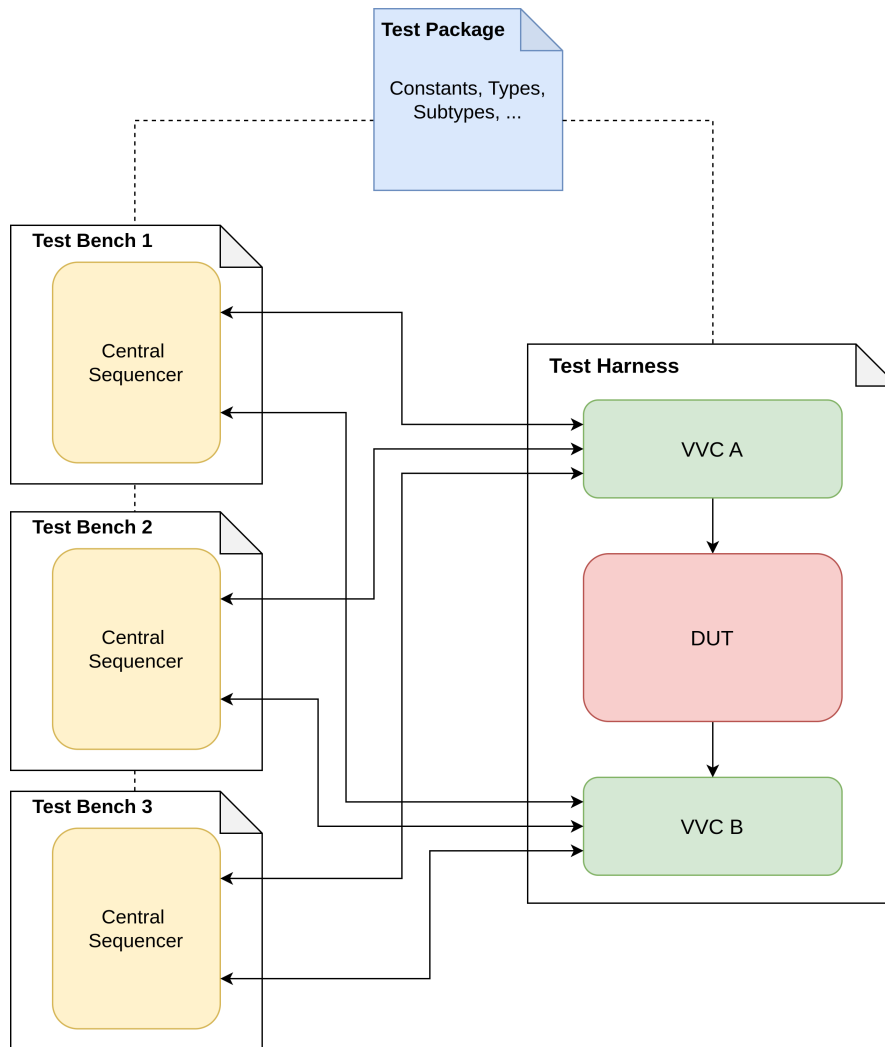 Test Package
Constants, Types,
Subtypes, ...
Test Bench 1
Central
Sequencer
Test Harness
VVC A
Test Bench 2
Central
Sequencer
DUT
Test Bench 3
VVC B
Central
Sequencer